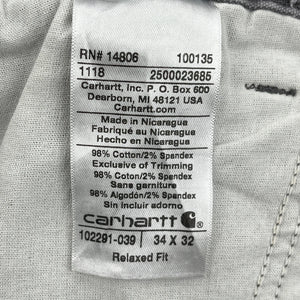 RN# 14806 100135
1118 2500023685
Carhartt, Inc. P.O. Box 600
Dearborn, MI 48121 USA
Carhartt.com
Made in Nicaragua
Fabriqué en Nicaragua
Hecho en Nicaragua
98% Cotton/2% Spandex
Exclusive of Trimming
98% Coton/2% Spandex
Sans garniture
98% Algodón/2% Spandex
Sin incluir adorno
carhartt
102291-039 34 X 32
Relaxed Fit